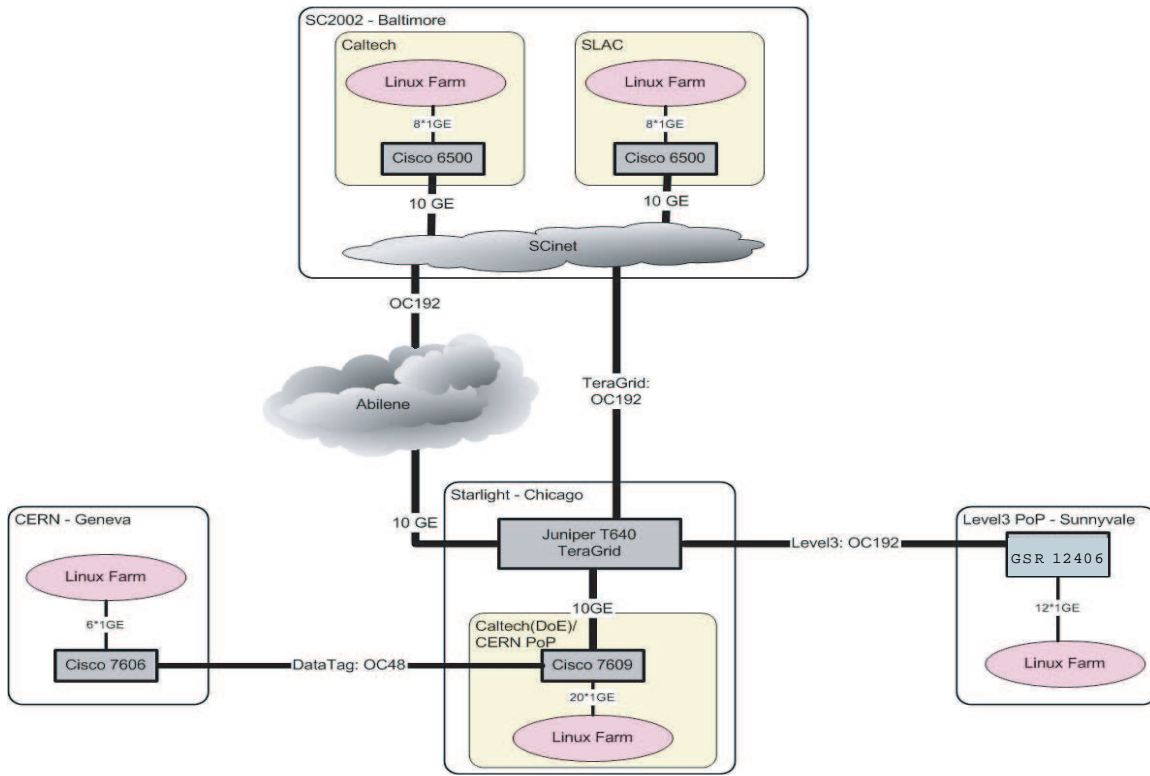 SC2002 - Baltimore
Caltech
SLAC
Linux Farm
Linux Farm
8*1GE
8*1GE
Cisco 6500
Cisco 6500
10 GE
10 GE
SCinet
OC192
TeraGrid:
OC192
Abilene
Starlight - Chicago
CERN - Geneva
Level3 PoP - Sunnyvale
10 GE
Juniper T640
TeraGrid
Level3: OC192
GSR 12406
Linux Farm
10GE
12*1GE
6*1GE
Caltech(DoE)/
CERN PoP
Cisco 7606
DataTag: OC48
Cisco 7609
Linux Farm
20*1GE
Linux Farm